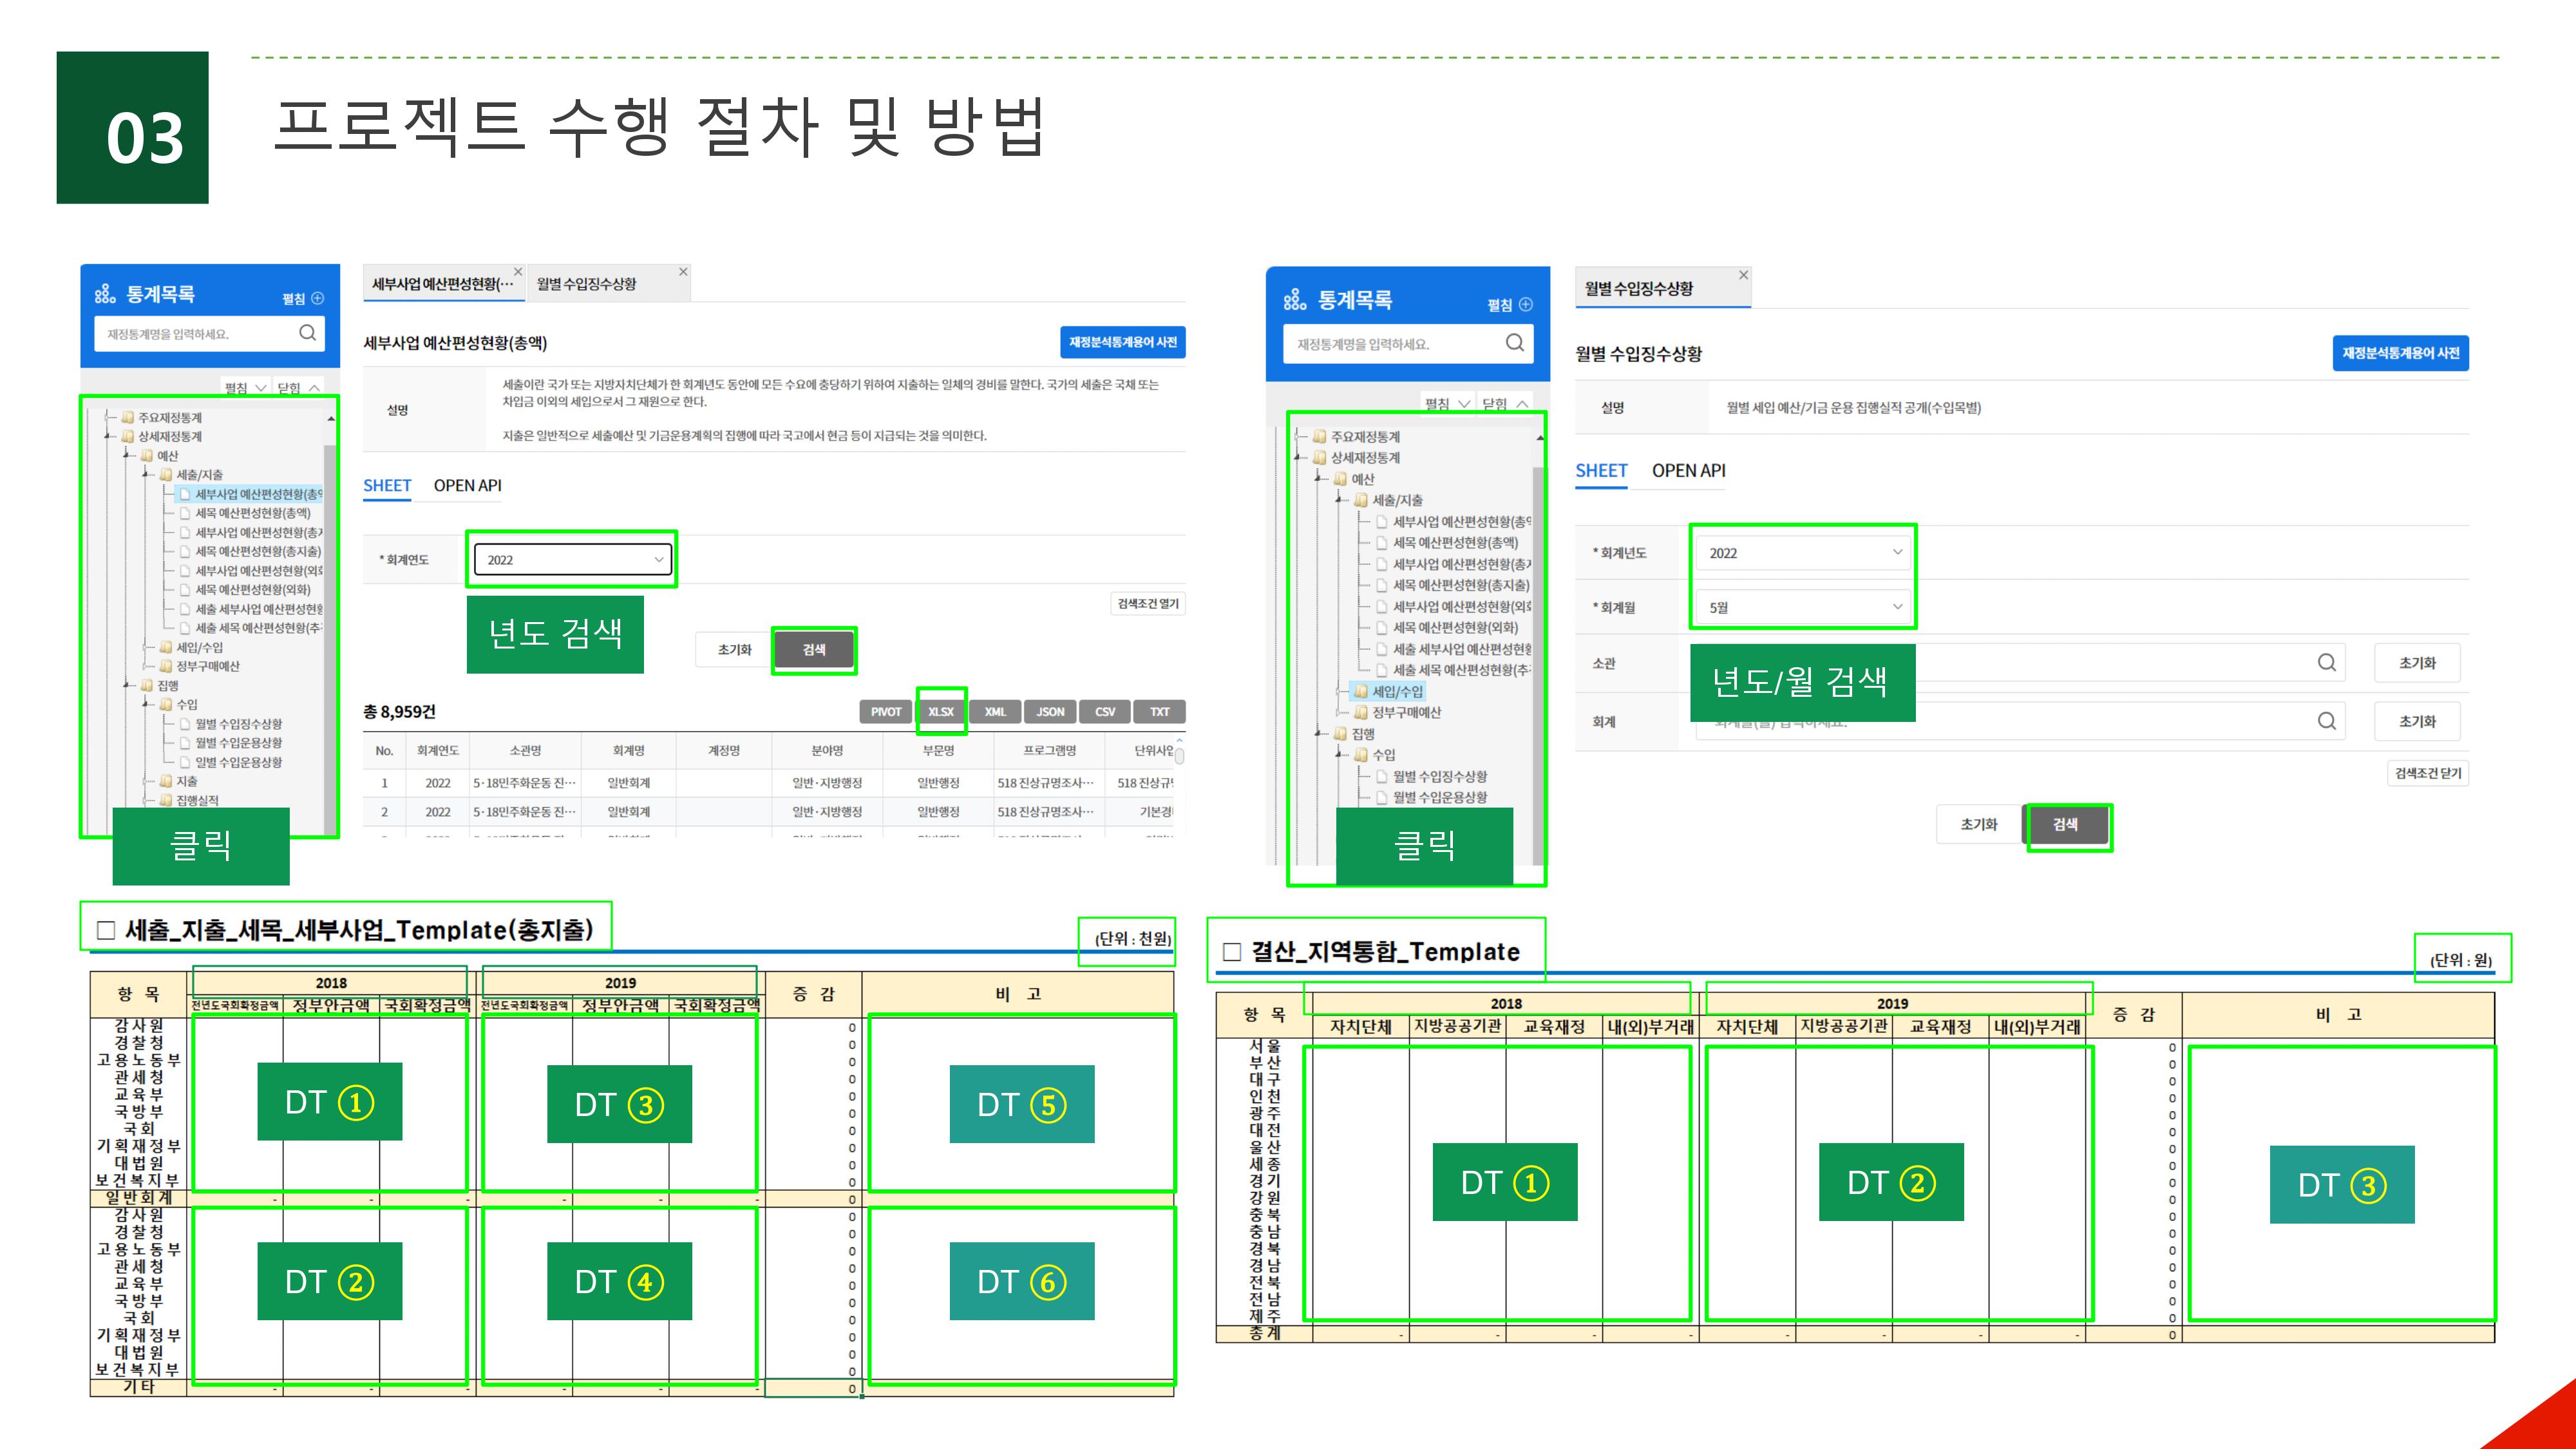 03
프로젝트 수행 절차 및 방법
통계목록
펼침
재정통계명을 입력하세요.
펼침 닫힘
주요재정통계
상세재정통계
예산
세출/지출
세부사업 예산편성현황(총
세목 예산편성현황(총액)
세부사업 예산편성현황(총
세목 예산편성현황(총지출)
세부사업 예산편성현황(외
세목 예산편성현황(외화)
세출 세부사업 예산편성현
세출 세목 예산편성현황(추
세입/수입
정부구매예산
집행
수입
월별 수입징수상황
월별 수입운용상황
일별 수입운용상황
지출
집행실적
클릭
세부사업 예산편성현황(… 월별 수입징수상황
세부사업 예산편성현황(총액)
재정분석통계용어 사전
설명
세출이란 국가 또는 지방자치단체가 한 회계년도 동안에 모든 수요에 충당하기 위하여 지출하는 일체의 경비를 말한다. 국가의 세출은 국채 또는
차입금 이외의 세입으로서 그 재원으로 한다.
지출은 일반적으로 세출예산 및 기금운용계획의 집행에 따라 국고에서 현금 등이 지급되는 것을 의미한다.
SHEET OPEN API
* 회계연도 2022
년도 검색
검색조건 열기
초기화 검색
총 8,959건
PIVOT XLSX XML JSON CSV TXT
No. 회계연도 소관명 회계명 계정명 분야명 부문명 프로그램명 단위사업
1 2022 5·18민주화운동 진… 일반회계 일반·지방행정 일반행정 518 진상규명조사… 518 진상규
2 2022 5·18민주화운동 진… 일반회계 일반·지방행정 일반행정 518 진상규명조사… 기본경
통계목록
펼침
재정통계명을 입력하세요.
펼침 닫힘
주요재정통계
상세재정통계
예산
세출/지출
세부사업 예산편성현황(총
세목 예산편성현황(총액)
세부사업 예산편성현황(총
세목 예산편성현황(총지출)
세부사업 예산편성현황(외
세목 예산편성현황(외화)
세출 세부사업 예산편성현
세출 세목 예산편성현황(추
세입/수입
정부구매예산
집행
수입
월별 수입징수상황
월별 수입운용상황
클릭
월별 수입징수상황
월별 수입징수상황
재정분석통계용어 사전
설명 월별 세입 예산/기금 운용 집행실적 공개(수입목별)
SHEET OPEN API
* 회계년도 2022
* 회계월 5월
소관 초기화
년도/월 검색
회계 초기화
검색조건 닫기
초기화 검색
□ 세출_지출_세목_세부사업_Template(총지출)
(단위 : 천원)
항 목 2018 2019 증 감 비 고
전년도국회확정금액 정부안금액 국회확정금액 전년도국회확정금액 정부안금액 국회확정금액
감사원 0
경찰청 0
고용노동부 0
관세청 0
교육부 0
국방부 0
국회 0
기획재정부 0
대법원 0
보건복지부 0
DT ① DT ③ DT ⑤
일반회계 - - - - - - 0
감사원 0
경찰청 0
고용노동부 0
관세청 0
교육부 0
국방부 0
국회 0
기획재정부 0
대법원 0
보건복지부 0
DT ② DT ④ DT ⑥
기타 - - - - - - 0
□ 결산_지역통합_Template
(단위 : 원)
항 목 2018 2019 증 감 비 고
자치단체 지방공공기관 교육재정 내(외)부거래 자치단체 지방공공기관 교육재정 내(외)부거래
서울 0
부산 0
대구 0
인천 0
광주 0
대전 0
울산 0
세종 0
경기 0
강원 0
충북 0
충남 0
경북 0
경남 0
전북 0
전남 0
제주 0
DT ① DT ② DT ③
총계 - - - - - - - - 0